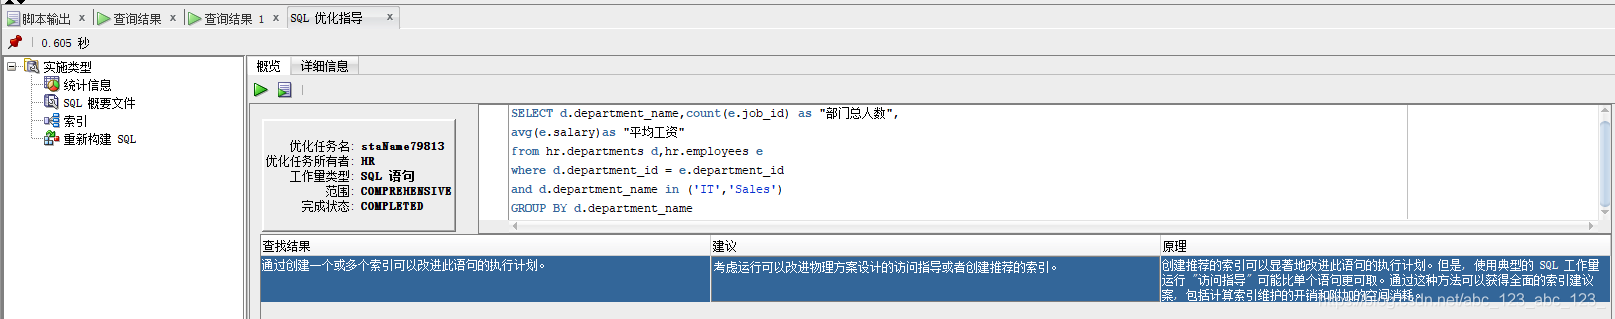 脚本输出 × 查询结果 × 查询结果 1 × SQL 优化指导 ×
0.605 秒
实施类型
统计信息
SQL 概要文件
索引
重新构建 SQL
概览 详细信息
优化任务名: staName79813
优化任务所有者: HR
工作量类型: SQL 语句
范围: COMPREHENSIVE
完成状态: COMPLETED
SELECT d.department_name,count(e.job_id) as "部门总人数",
avg(e.salary)as "平均工资"
from hr.departments d,hr.employees e
where d.department_id = e.department_id
and d.department_name in ('IT','Sales')
GROUP BY d.department_name
查找结果 建议 原理
通过创建一个或多个索引可以改进此语句的执行计划。
考虑运行可以改进物理方案设计的访问指导或者创建推荐的索引。
创建推荐的索引可以显著地改进此语句的执行计划。但是, 使用典型的 SQL 工作量
运行 "访问指导" 可能比单个语句更可取。通过这种方法可以获得全面的索引建议
案, 包括计算索引维护的开销和附加的空间消耗。
https://blog.csdn.net/abc_123_abc_123_